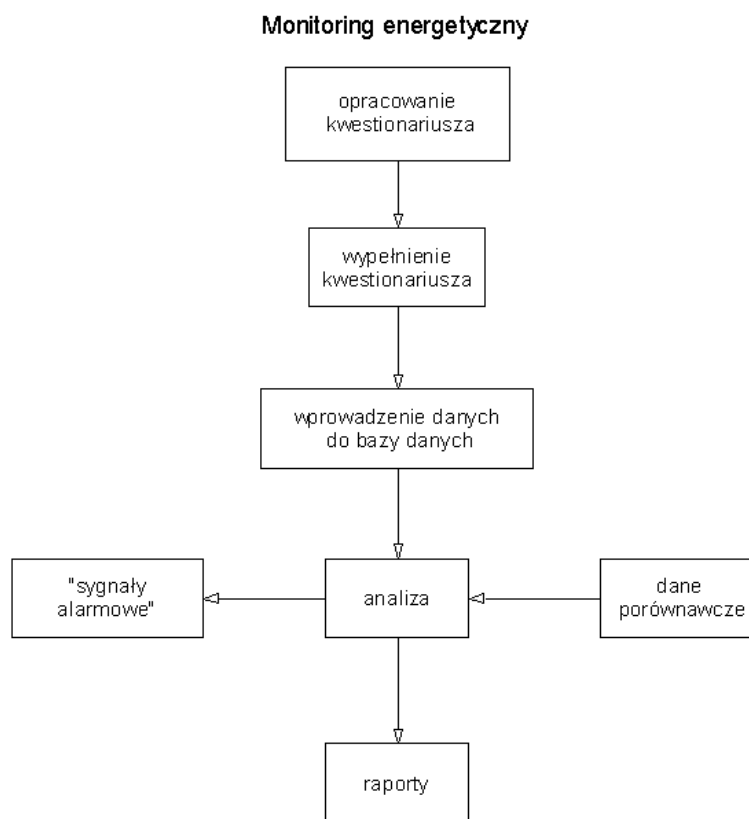 Monitoring energetyczny
opracowanie
kwestionariusza
wypełnienie
kwestionariusza
wprowadzenie danych
do bazy danych
"sygnały
alarmowe"
analiza
dane
porównawcze
raporty